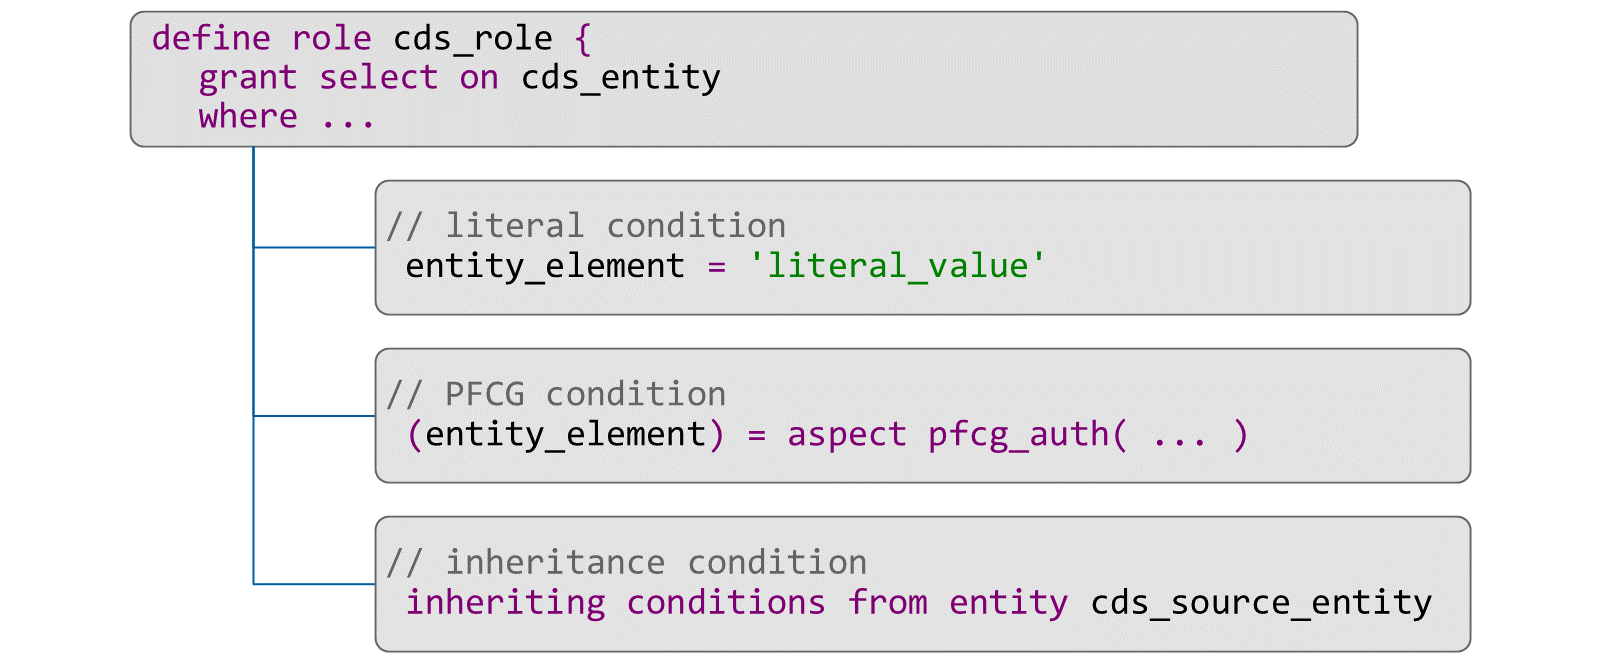 define role cds_role {
grant select on cds_entity
where ...
// literal condition
entity_element = 'literal_value'
// PFCG condition
(entity_element) = aspect pfcg_auth( ... )
// inheritance condition
inheriting conditions from entity cds_source_entity